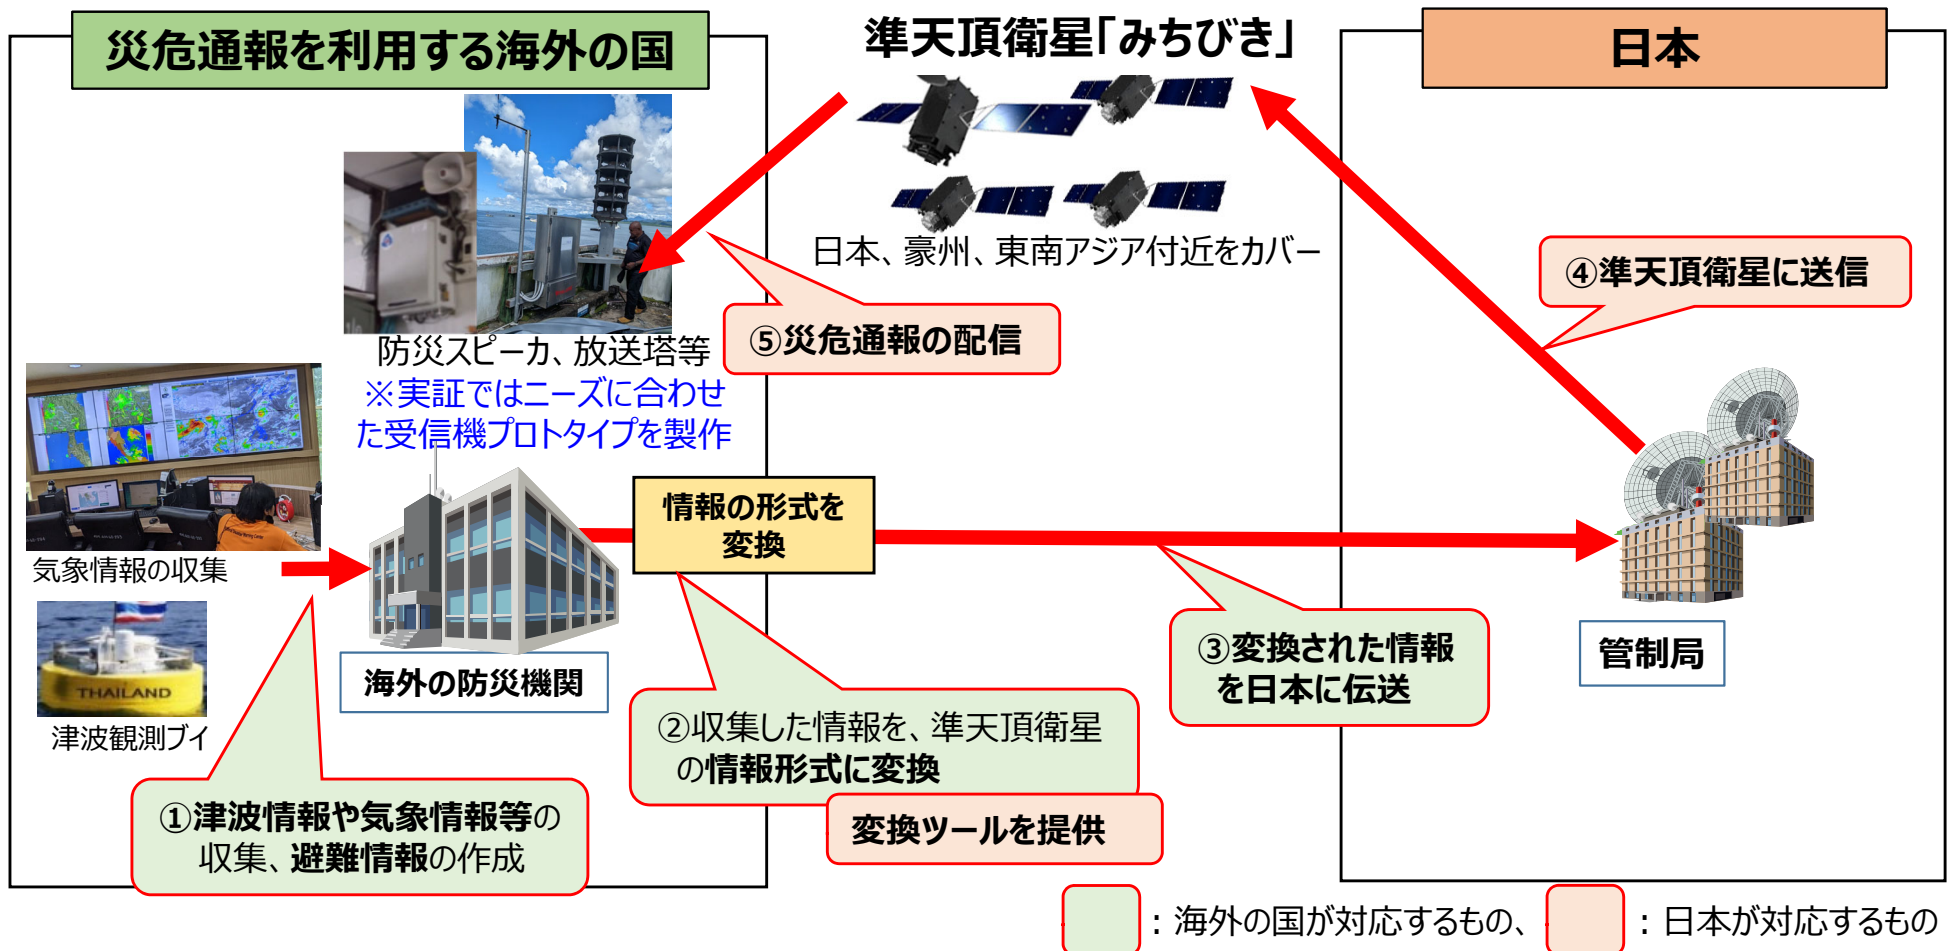 災危通報を利用する海外の国
準天頂衛星「みちびき」
日本
日本、豪州、東南アジア付近をカバー
④準天頂衛星に送信
⑤災危通報の配信
防災スピーカ、放送塔等
※実証ではニーズに合わせ
た受信機プロトタイプを製作
気象情報の収集
情報の形式を
変換
THAILAND
津波観測ブイ
海外の防災機関
③変換された情報
を日本に伝送
管制局
②収集した情報を、準天頂衛星
の情報形式に変換
変換ツールを提供
①津波情報や気象情報等の
収集、避難情報の作成
：海外の国が対応するもの、
：日本が対応するもの